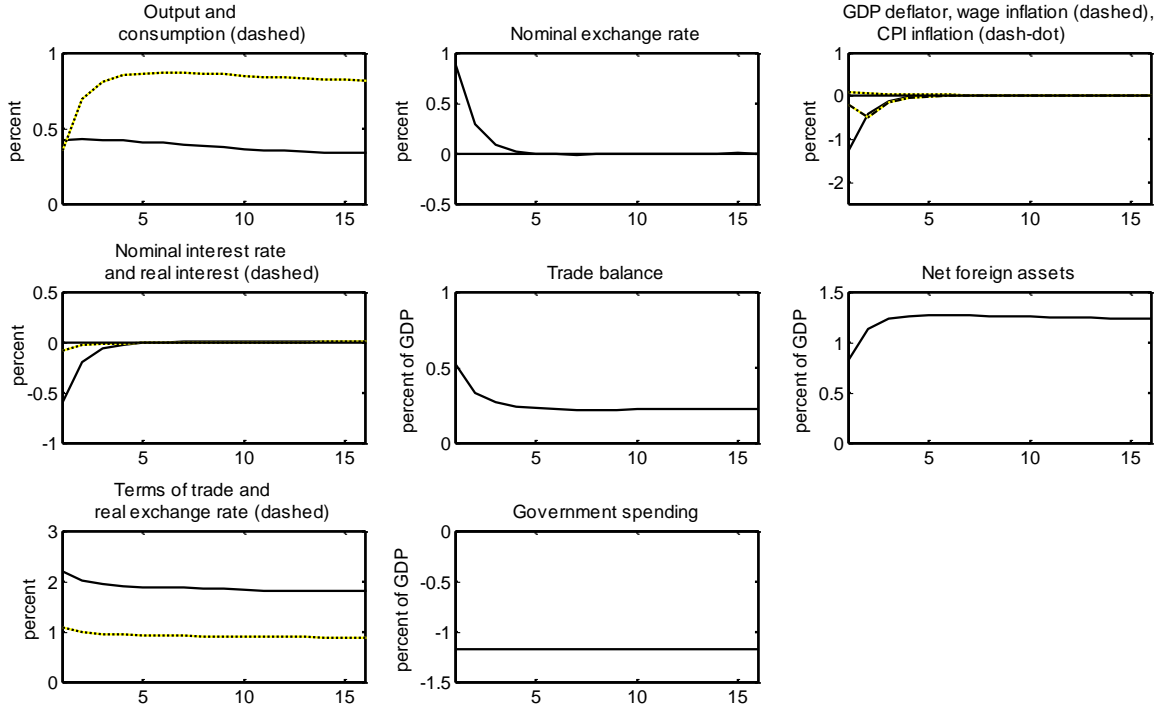 Output and
consumption (dashed)
percent
1
0.5
0
5
10
15
Nominal exchange rate
percent
1
0.5
0
-0.5
5
10
15
GDP deflator, wage inflation (dashed),
CPI inflation (dash-dot)
percent
1
0
-1
-2
5
10
15
Nominal interest rate
and real interest (dashed)
percent
0.5
0
-0.5
-1
5
10
15
Trade balance
percent of GDP
1
0.5
0
5
10
15
Net foreign assets
percent of GDP
1.5
1
0.5
0
5
10
15
Terms of trade and
real exchange rate (dashed)
percent
3
2
1
0
5
10
15
Government spending
percent of GDP
0
-0.5
-1
-1.5
5
10
15